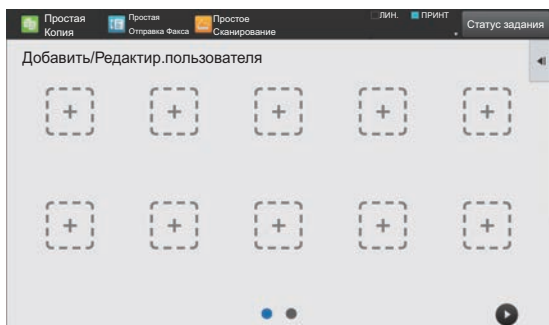 Простая
Копия
Простая
Отправка Факса
Простое
Сканирование
ЛИН.
ПРИНТ
Статус задания
Добавить/Редактир.пользователя